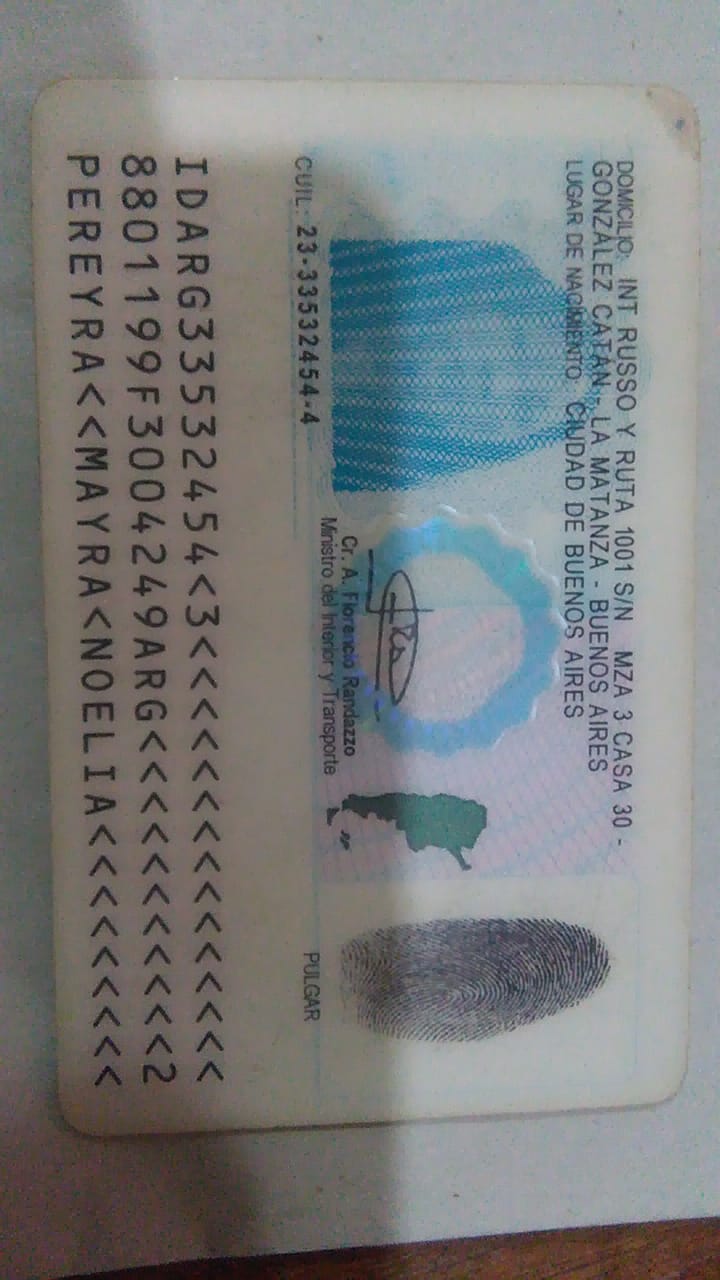 DOMICILIO: INT RUSSO Y RUTA 1001 S/N MZA 3 CASA 30 -
GONZÁLEZ CATÁN - LA MATANZA - BUENOS AIRES
LUGAR DE NACIMIENTO: CIUDAD DE BUENOS AIRES
Cr. A. Florencio Randazzo
Ministro del Interior y Transporte
CUIL: 23-33532454-4
PULGAR
IDARG33532454<3<<<<<<<<<<<<<<<
8801199F3004249ARG<<<<<<<<<<<2
PEREYRA<<MAYRA<NOELIA<<<<<<<<<